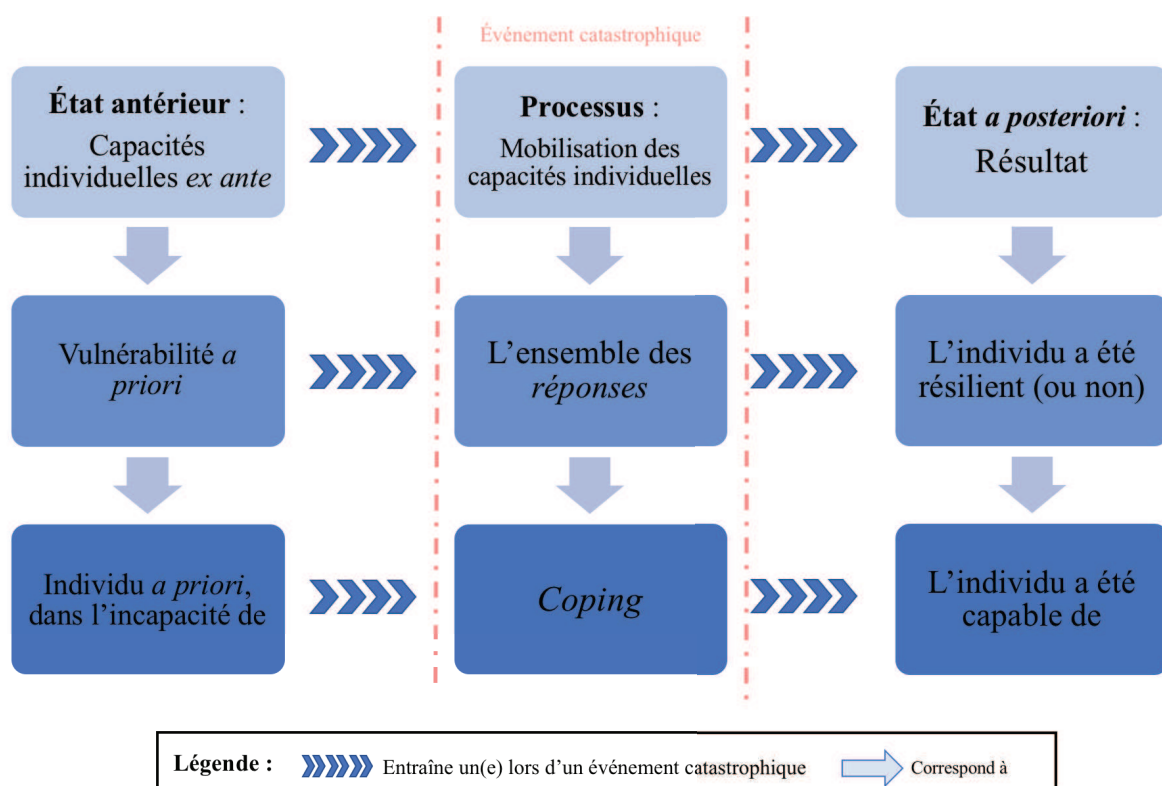 Événement catastrophique
État antérieur :
Capacités
individuelles ex ante
Processus :
Mobilisation des
capacités individuelles
État a posteriori :
Résultat
Vulnérabilité a
priori
L’ensemble des
réponses
L’individu a été
résilient (ou non)
Individu a priori,
dans l’incapacité de
Coping
L’individu a été
capable de
Légende : Entraîne un(e) lors d’un événement catastrophique Correspond à